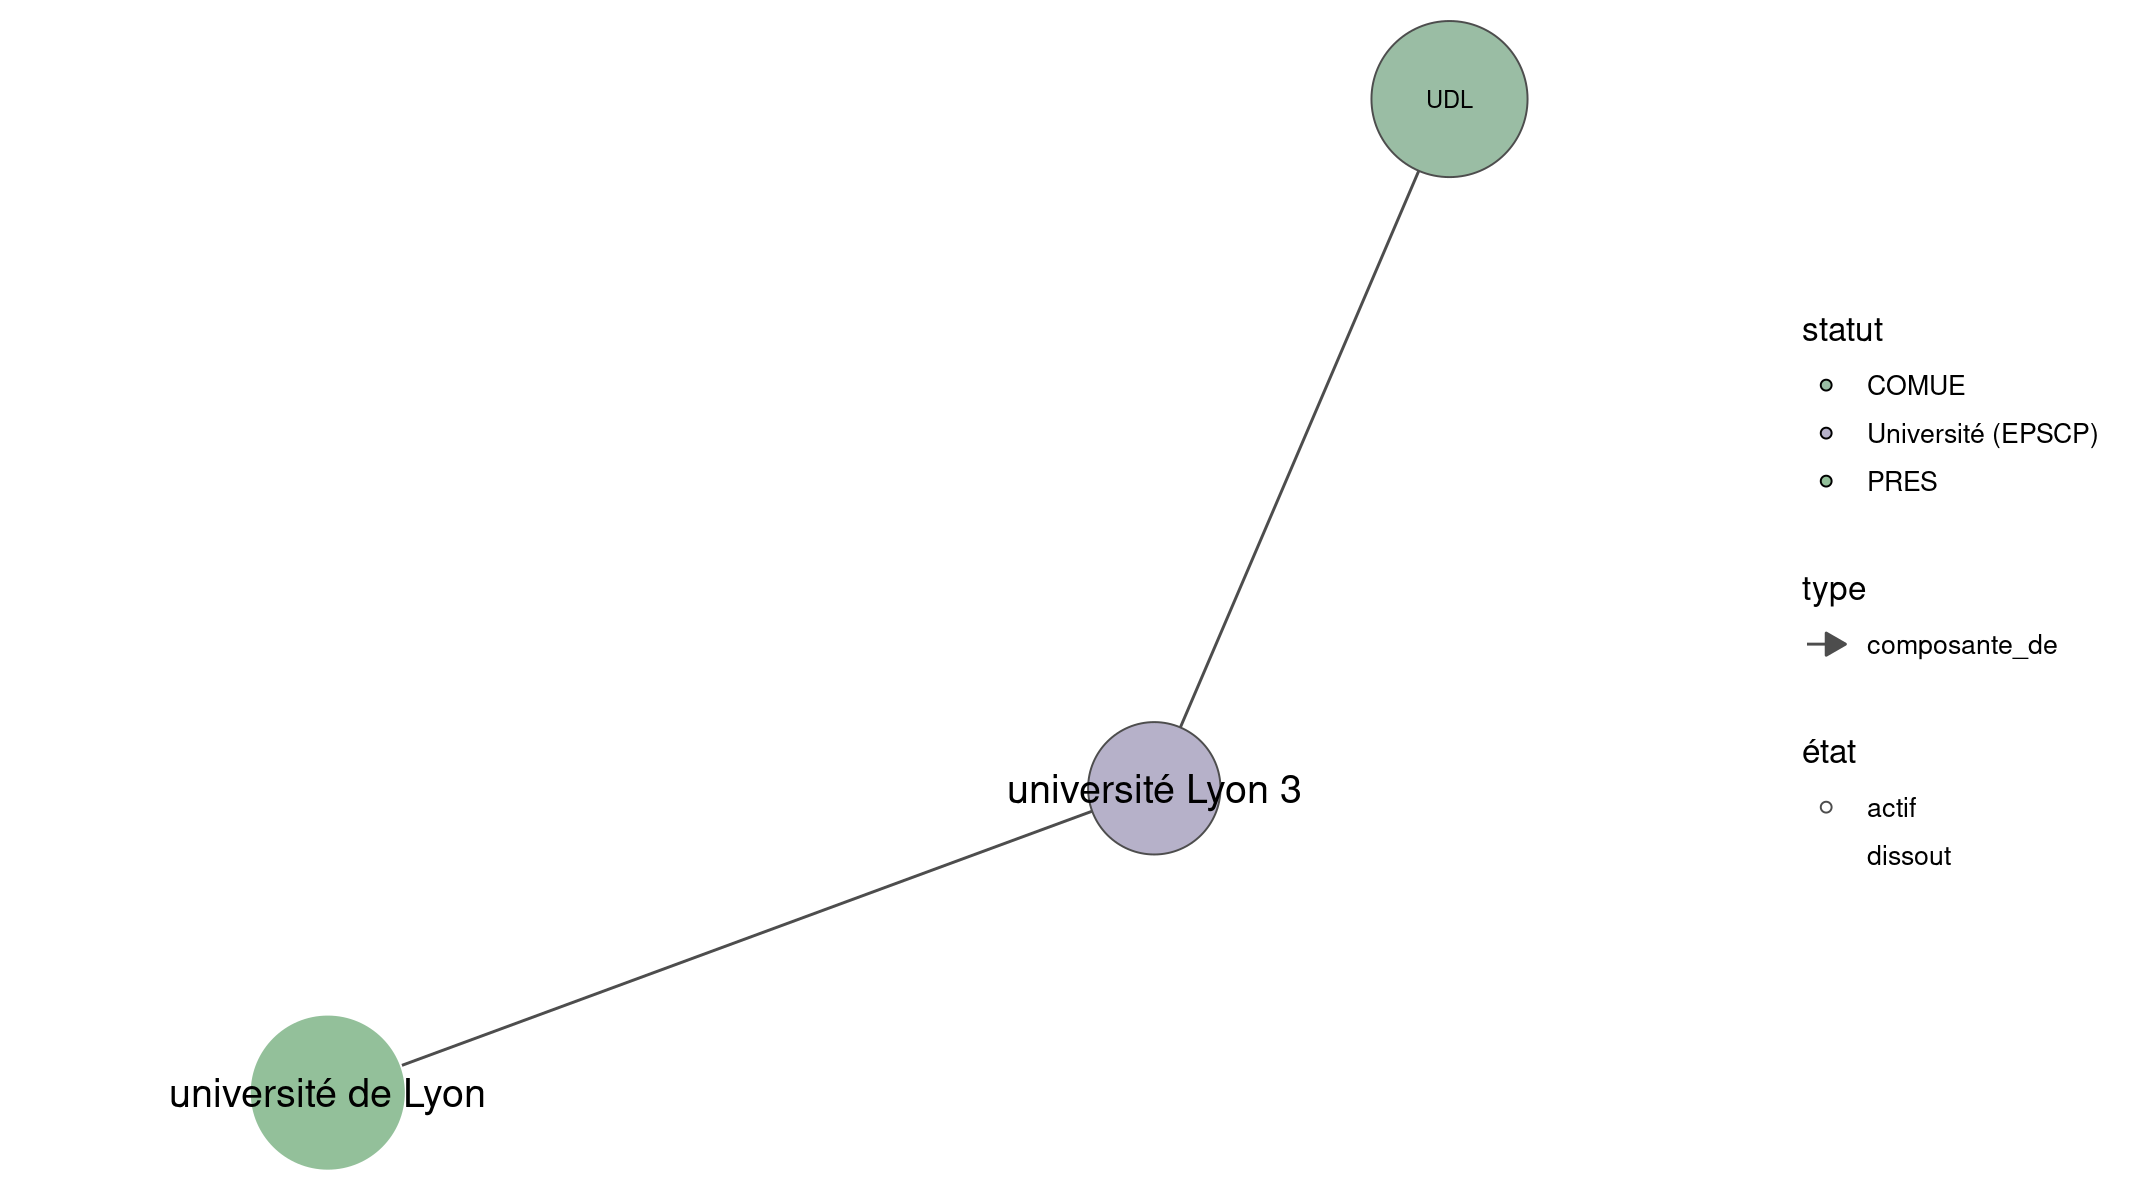 UDL
université Lyon 3
université de Lyon
statut
COMUE
Université (EPSCP)
PRES
type
composante_de
état
actif
dissout